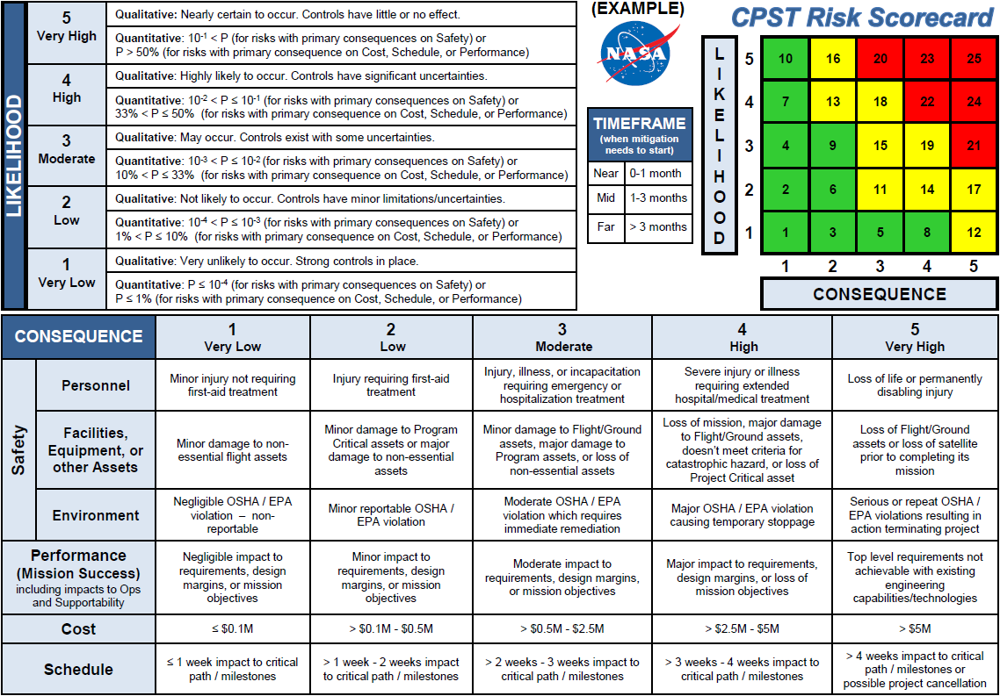 LIKELIHOOD
5
Very High
Qualitative: Nearly certain to occur. Controls have little or no effect.
Quantitative: 10-1 < P (for risks with primary consequences on Safety) or
P > 50% (for risks with primary consequence on Cost, Schedule, or Performance)
4
High
Qualitative: Highly likely to occur. Controls have significant uncertainties.
Quantitative: 10-2 < P ≤ 10-1 (for risks with primary consequences on Safety) or
33% < P ≤ 50% (for risks with primary consequence on Cost, Schedule, or Performance)
3
Moderate
Qualitative: May occur. Controls exist with some uncertainties.
Quantitative: 10-3 < P ≤ 10-2 (for risks with primary consequences on Safety) or
10% < P ≤ 33% (for risks with primary consequence on Cost, Schedule, or Performance)
2
Low
Qualitative: Not likely to occur. Controls have minor limitations/uncertainties.
Quantitative: 10-4 < P ≤ 10-3 (for risks with primary consequences on Safety) or
1% < P ≤ 10% (for risks with primary consequence on Cost, Schedule, or Performance)
1
Very Low
Qualitative: Very unlikely to occur. Strong controls in place.
Quantitative: P ≤ 10-4 (for risks with primary consequences on Safety) or
P ≤ 1% (for risks with primary consequence on Cost, Schedule, or Performance)
(EXAMPLE)
NASA
TIMEFRAME
(when mitigation
needs to start)
Near 0-1 month
Mid 1-3 months
Far > 3 months
CPST Risk Scorecard
LIKELIHOOD
5 10 16 20 23 25
4 7 13 18 22 24
3 4 9 15 19 21
2 2 6 11 14 17
1 1 3 5 8 12
1 2 3 4 5
CONSEQUENCE
CONSEQUENCE
1
Very Low
2
Low
3
Moderate
4
High
5
Very High
Safety
Personnel
Minor injury not requiring
first-aid treatment
Injury requiring first-aid
treatment
Injury, illness, or incapacitation
requiring emergency or
hospitalization treatment
Severe injury or illness
requiring extended
hospital/medical treatment
Loss of life or permanently
disabling injury
Facilities,
Equipment, or
other Assets
Minor damage to non-
essential flight assets
Minor damage to Program
Critical assets or major
damage to non-essential
assets
Minor damage to Flight/Ground
assets, major damage to
Program assets, or loss of
non-essential assets
Loss of mission, major damage
to Flight/Ground assets,
doesn't meet criteria for
catastrophic hazard, or loss of
Project Critical asset
Loss of Flight/Ground
assets or loss of satellite
prior to completing its
mission
Environment
Negligible OSHA / EPA
violation – non-
reportable
Minor reportable OSHA /
EPA violation
Moderate OSHA / EPA
violation which requires
immediate remediation
Major OSHA / EPA violation
causing temporary stoppage
Serious or repeat OSHA /
EPA violations resulting in
action terminating project
Performance
(Mission Success)
including impacts to Ops
and Supportability
Negligible impact to
requirements, design
margins, or mission
objectives
Minor impact to
requirements, design
margins, or mission
objectives
Moderate impact to
requirements, design margins,
or mission objectives
Major impact to requirements,
design margins, or loss of
mission objectives
Top level requirements not
achievable with existing
engineering
capabilities/technologies
Cost
≤ $0.1M
> $0.1M - $0.5M
> $0.5M - $2.5M
> $2.5M - $5M
> $5M
Schedule
≤ 1 week impact to critical
path / milestones
> 1 week - 2 weeks impact
to critical path / milestones
> 2 weeks - 3 weeks impact to
critical path / milestones
> 3 weeks - 4 weeks impact to
critical path / milestones
> 4 weeks impact to critical
path / milestones or
possible project cancellation